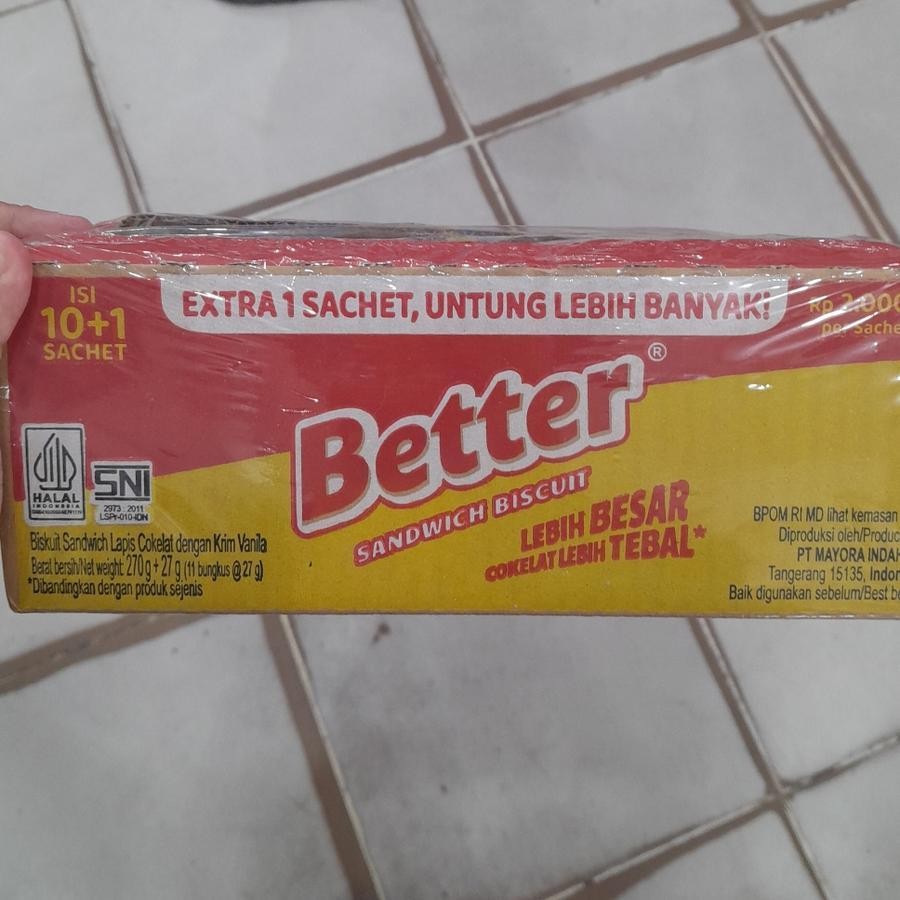 ISI
10+1
SACHET
EXTRA 1 SACHET, UNTUNG LEBIH BANYAK!
Rp 2.000
per Sachet
Better®
SANDWICH BISCUIT
LEBIH BESAR
COKELAT LEBIH TEBAL*
HALAL
INDONESIA
SNI
2973 : 2011
LSPr-010-IDN
Biskuit Sandwich Lapis Cokelat dengan Krim Vanila
Berat bersih/Net weight: 270 g + 27 g (11 bungkus @ 27 g)
*Dibandingkan dengan produk sejenis
BPOM RI MD lihat kemasan
Diproduksi oleh/Produc
PT MAYORA INDAH
Tangerang 15135, Indon
Baik digunakan sebelum/Best be